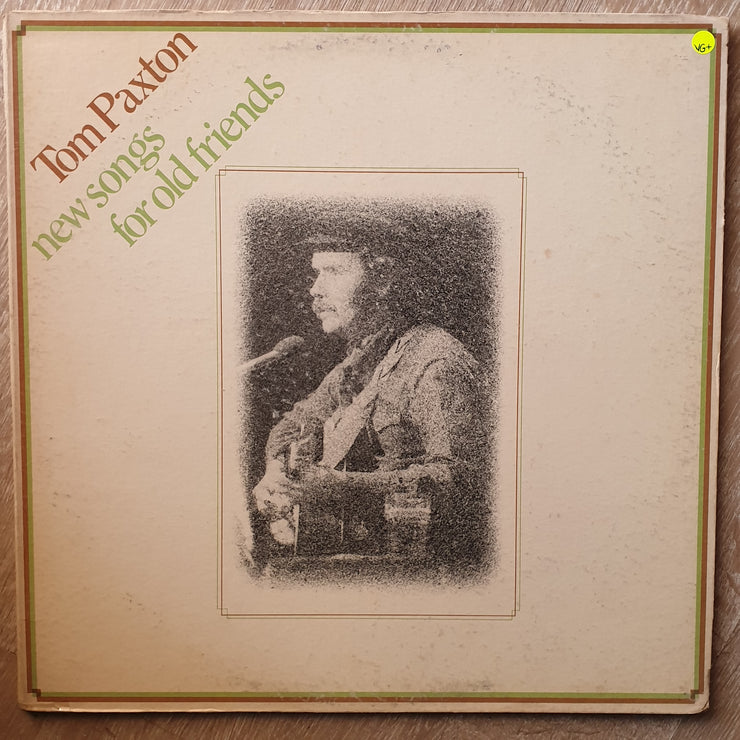 Tom Paxton
new songs
for old friends
VG+